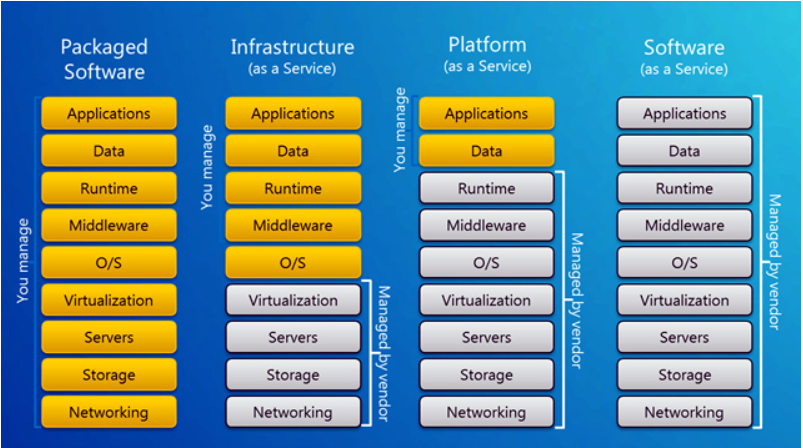 Packaged
Software
You manage
Applications
Data
Runtime
Middleware
O/S
Virtualization
Servers
Storage
Networking
Infrastructure
(as a Service)
You manage
Applications
Data
Runtime
Middleware
O/S
Virtualization
Servers
Storage
Networking
Managed by vendor
Platform
(as a Service)
You manage
Applications
Data
Runtime
Middleware
O/S
Virtualization
Servers
Storage
Networking
Managed by vendor
Software
(as a Service)
Applications
Data
Runtime
Middleware
O/S
Virtualization
Servers
Storage
Networking
Managed by vendor